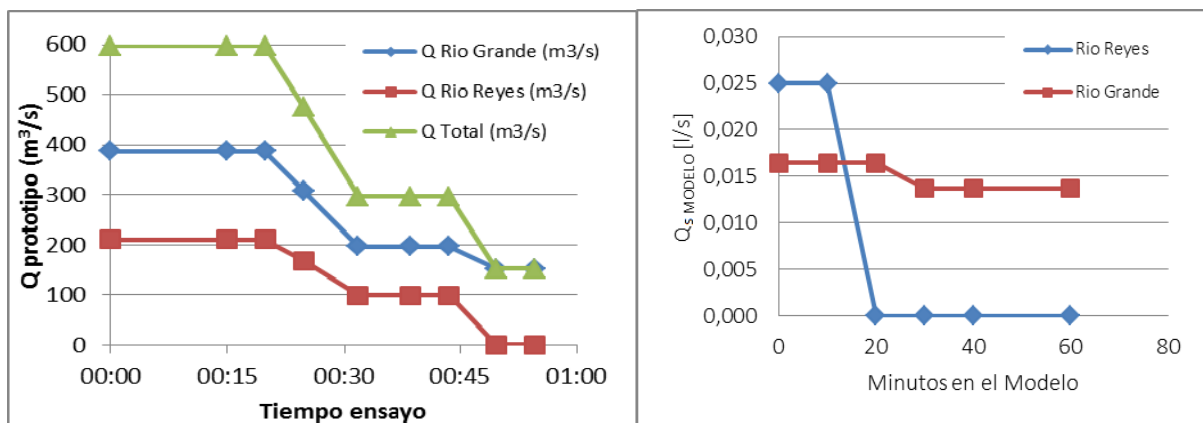 600
500
400
300
200
100
0
Q prototipo (m³/s)
Q Rio Grande (m3/s)
Q Rio Reyes (m3/s)
Q Total (m3/s)
00:00 00:15 00:30 00:45 01:00
Tiempo ensayo
0,030
0,025
0,020
0,015
0,010
0,005
0,000
Qs MODELO [l/s]
Rio Reyes
Rio Grande
0 20 40 60 80
Minutos en el Modelo